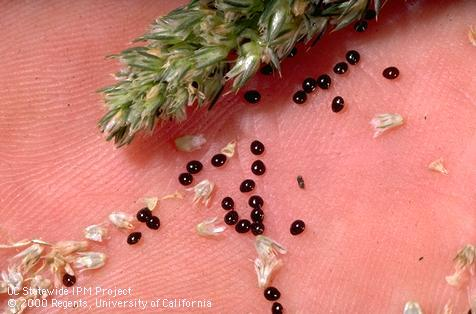 UC Statewide IPM Project
© 2000 Regents, University of California